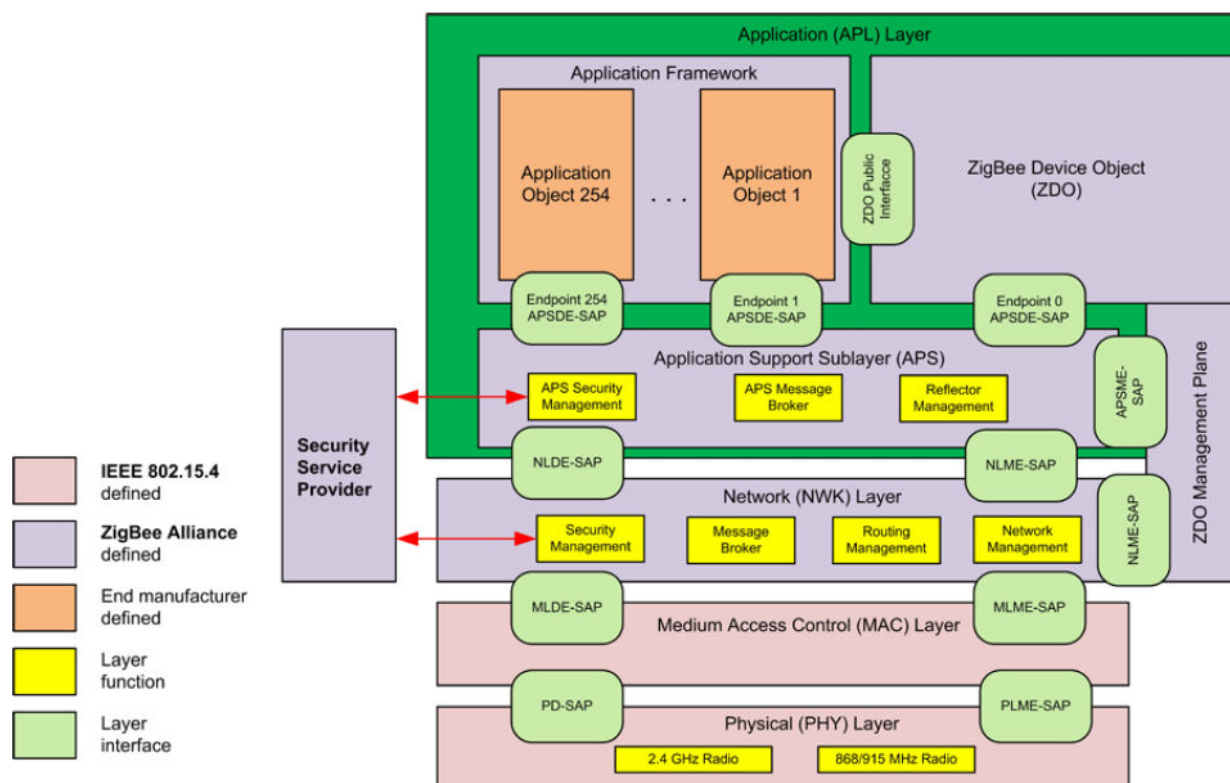 Application (APL) Layer
Application Framework
Application
Object 254
. . .
Application
Object 1
ZDO Public
Interfacce
ZigBee Device Object
(ZDO)
Endpoint 254
APSDE-SAP
Endpoint 1
APSDE-SAP
Endpoint 0
APSDE-SAP
Application Support Sublayer (APS)
APS Security
Management
APS Message
Broker
Reflector
Management
APSME-
SAP
ZDO Management Plane
Security
Service
Provider
NLDE-SAP
NLME-SAP
Network (NWK) Layer
Security
Management
Message
Broker
Routing
Management
Network
Management
NLME-SAP
MLDE-SAP
MLME-SAP
Medium Access Control (MAC) Layer
PD-SAP
PLME-SAP
Physical (PHY) Layer
2.4 GHz Radio
868/915 MHz Radio
IEEE 802.15.4
defined
ZigBee Alliance
defined
End manufacturer
defined
Layer
function
Layer
interface